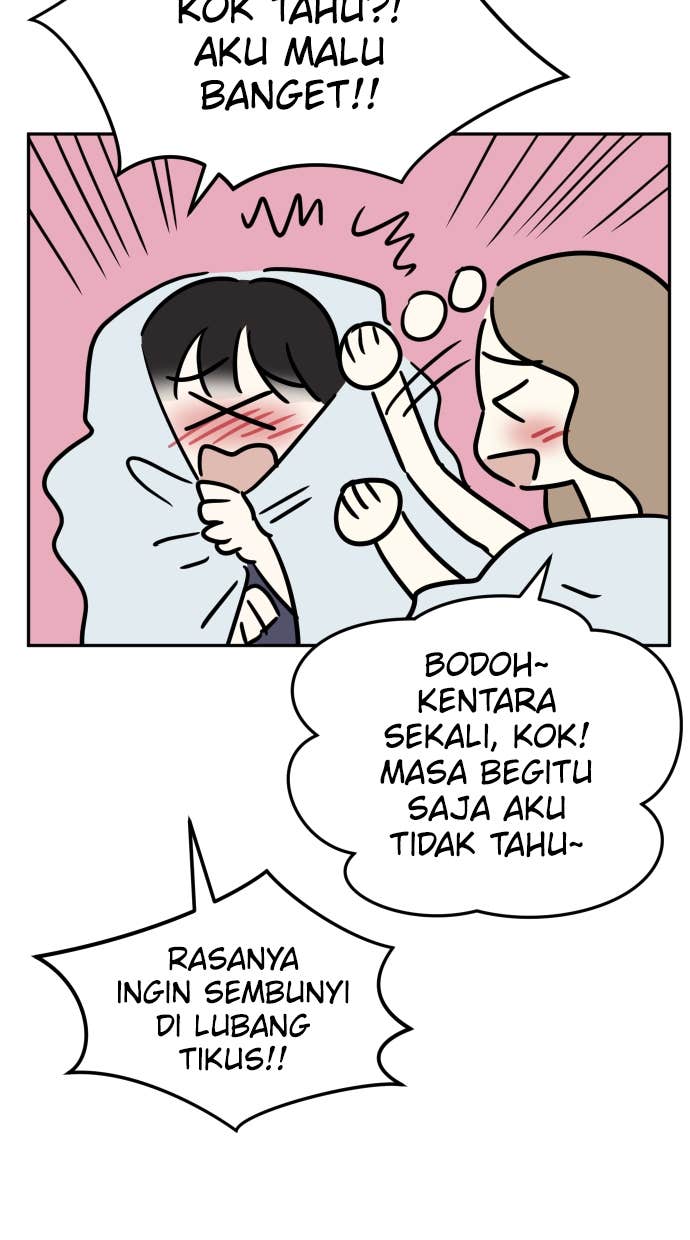 KOK TAHU?!
AKU MALU
BANGET!!
BODOH~
KENTARA
SEKALI, KOK!
MASA BEGITU
SAJA AKU
TIDAK TAHU~
RASANYA
INGIN SEMBUNYI
DI LUBANG
TIKUS!!